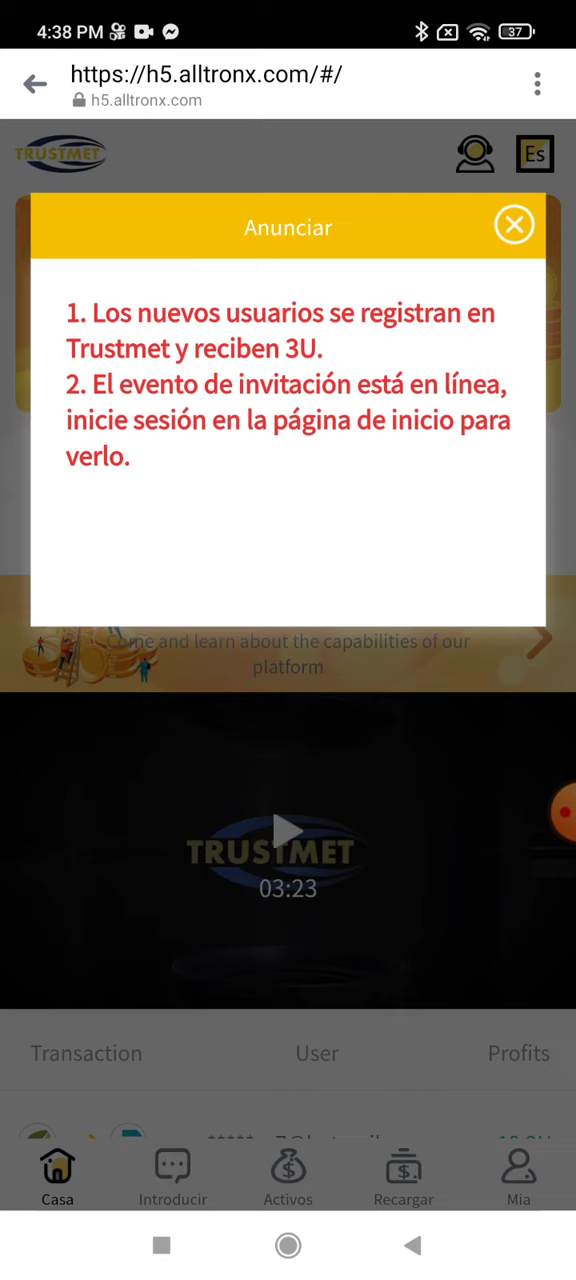 4:38 PM
37
https://h5.alltronx.com/#/
h5.alltronx.com
TRUSTMET
Es
Anunciar
1. Los nuevos usuarios se registran en
Trustmet y reciben 3U.
2. El evento de invitación está en línea,
inicie sesión en la página de inicio para
verlo.
Come and learn about the capabilities of our
platform
TRUSTMET
03:23
Transaction User Profits
Casa Introducir Activos Recargar Mia